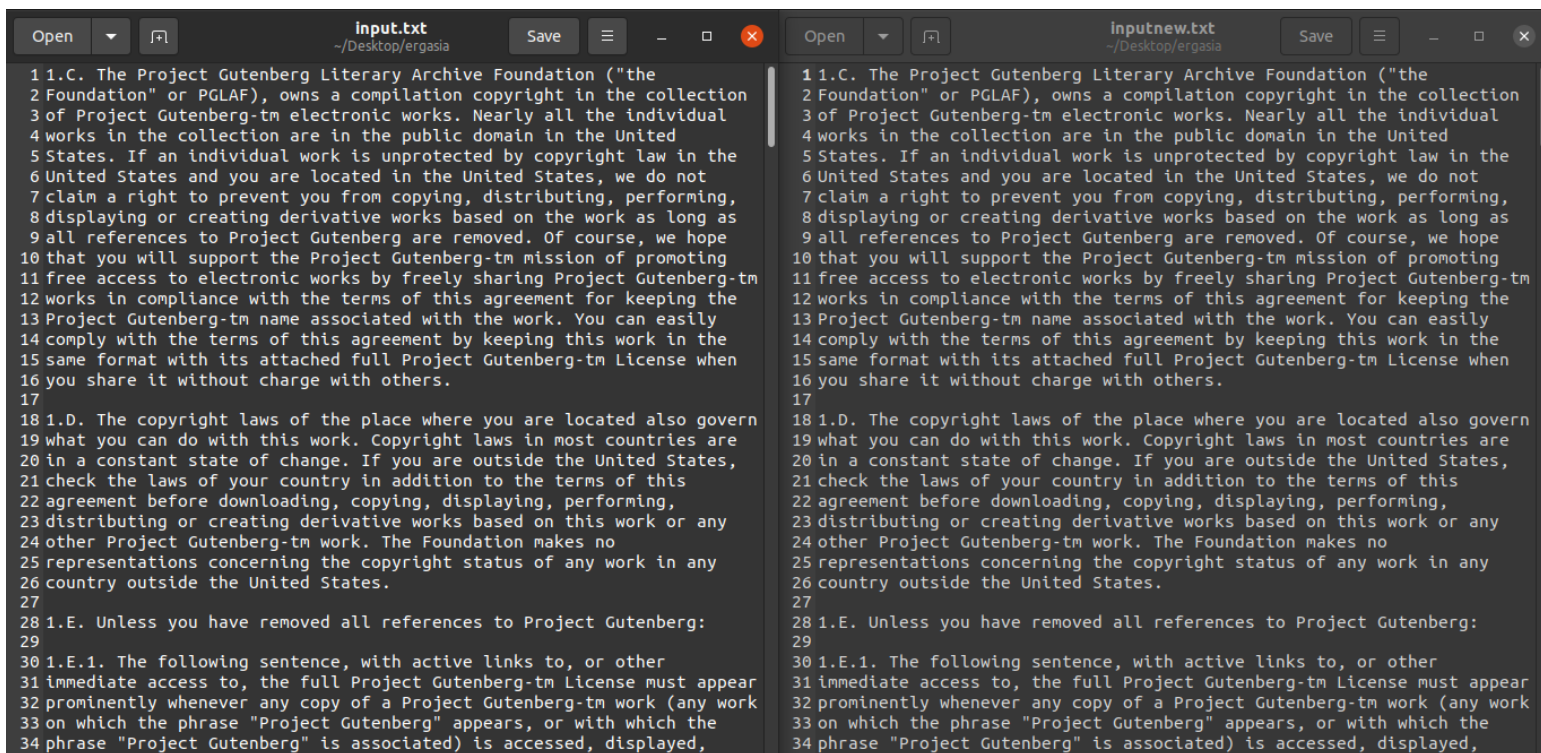 Open
input.txt
~/Desktop/ergasia
Save
1 1.C. The Project Gutenberg Literary Archive Foundation ("the
2 Foundation" or PGLAF), owns a compilation copyright in the collection
3 of Project Gutenberg-tm electronic works. Nearly all the individual
4 works in the collection are in the public domain in the United
5 States. If an individual work is unprotected by copyright law in the
6 United States and you are located in the United States, we do not
7 claim a right to prevent you from copying, distributing, performing,
8 displaying or creating derivative works based on the work as long as
9 all references to Project Gutenberg are removed. Of course, we hope
10 that you will support the Project Gutenberg-tm mission of promoting
11 free access to electronic works by freely sharing Project Gutenberg-tm
12 works in compliance with the terms of this agreement for keeping the
13 Project Gutenberg-tm name associated with the work. You can easily
14 comply with the terms of this agreement by keeping this work in the
15 same format with its attached full Project Gutenberg-tm License when
16 you share it without charge with others.
17
18 1.D. The copyright laws of the place where you are located also govern
19 what you can do with this work. Copyright laws in most countries are
20 in a constant state of change. If you are outside the United States,
21 check the laws of your country in addition to the terms of this
22 agreement before downloading, copying, displaying, performing,
23 distributing or creating derivative works based on this work or any
24 other Project Gutenberg-tm work. The Foundation makes no
25 representations concerning the copyright status of any work in any
26 country outside the United States.
27
28 1.E. Unless you have removed all references to Project Gutenberg:
29
30 1.E.1. The following sentence, with active links to, or other
31 immediate access to, the full Project Gutenberg-tm License must appear
32 prominently whenever any copy of a Project Gutenberg-tm work (any work
33 on which the phrase "Project Gutenberg" appears, or with which the
34 phrase "Project Gutenberg" is associated) is accessed, displayed,
Open
inputnew.txt
~/Desktop/ergasia
Save
1 1.C. The Project Gutenberg Literary Archive Foundation ("the
2 Foundation" or PGLAF), owns a compilation copyright in the collection
3 of Project Gutenberg-tm electronic works. Nearly all the individual
4 works in the collection are in the public domain in the United
5 States. If an individual work is unprotected by copyright law in the
6 United States and you are located in the United States, we do not
7 claim a right to prevent you from copying, distributing, performing,
8 displaying or creating derivative works based on the work as long as
9 all references to Project Gutenberg are removed. Of course, we hope
10 that you will support the Project Gutenberg-tm mission of promoting
11 free access to electronic works by freely sharing Project Gutenberg-tm
12 works in compliance with the terms of this agreement for keeping the
13 Project Gutenberg-tm name associated with the work. You can easily
14 comply with the terms of this agreement by keeping this work in the
15 same format with its attached full Project Gutenberg-tm License when
16 you share it without charge with others.
17
18 1.D. The copyright laws of the place where you are located also govern
19 what you can do with this work. Copyright laws in most countries are
20 in a constant state of change. If you are outside the United States,
21 check the laws of your country in addition to the terms of this
22 agreement before downloading, copying, displaying, performing,
23 distributing or creating derivative works based on this work or any
24 other Project Gutenberg-tm work. The Foundation makes no
25 representations concerning the copyright status of any work in any
26 country outside the United States.
27
28 1.E. Unless you have removed all references to Project Gutenberg:
29
30 1.E.1. The following sentence, with active links to, or other
31 immediate access to, the full Project Gutenberg-tm License must appear
32 prominently whenever any copy of a Project Gutenberg-tm work (any work
33 on which the phrase "Project Gutenberg" appears, or with which the
34 phrase "Project Gutenberg" is associated) is accessed, displayed,